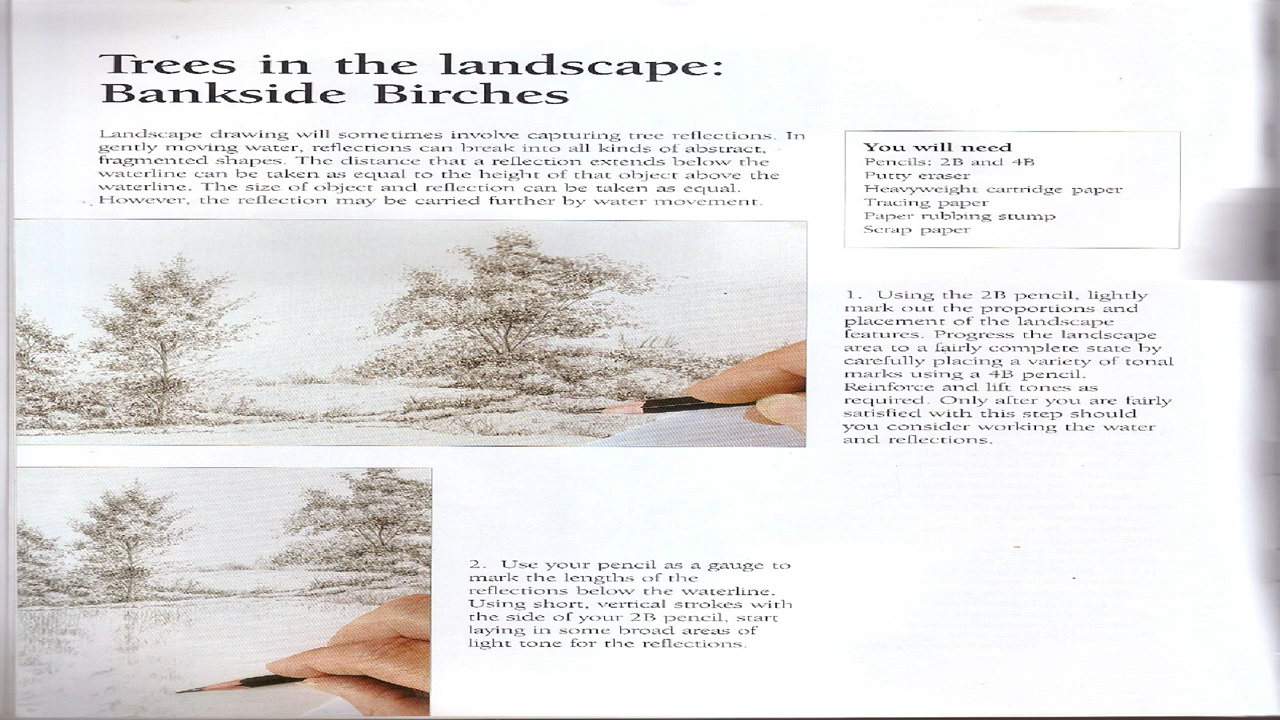 Trees in the landscape:
Bankside Birches
Landscape drawing will sometimes involve capturing tree reflections. In
gently moving water, reflections can break into all kinds of abstract,
fragmented shapes. The distance that a reflection extends below the
waterline can be taken as equal to the height of that object above the
waterline. The size of object and reflection can be taken as equal.
However, the reflection may be carried further by water movement.
You will need
Pencils: 2B and 4B
Putty eraser
Heavyweight cartridge paper
Tracing paper
Paper rubbing stump
Scrap paper
1. Using the 2B pencil, lightly
mark out the proportions and
placement of the landscape
features. Progress the landscape
area to a fairly complete state by
carefully placing a variety of tonal
marks using a 4B pencil.
Reinforce and lift tones as
required. Only after you are fairly
satisfied with this step should
you consider working the water
and reflections.
2. Use your pencil as a gauge to
mark the lengths of the
reflections below the waterline.
Using short, vertical strokes with
the side of your 2B pencil, start
laying in some broad areas of
light tone for the reflections.